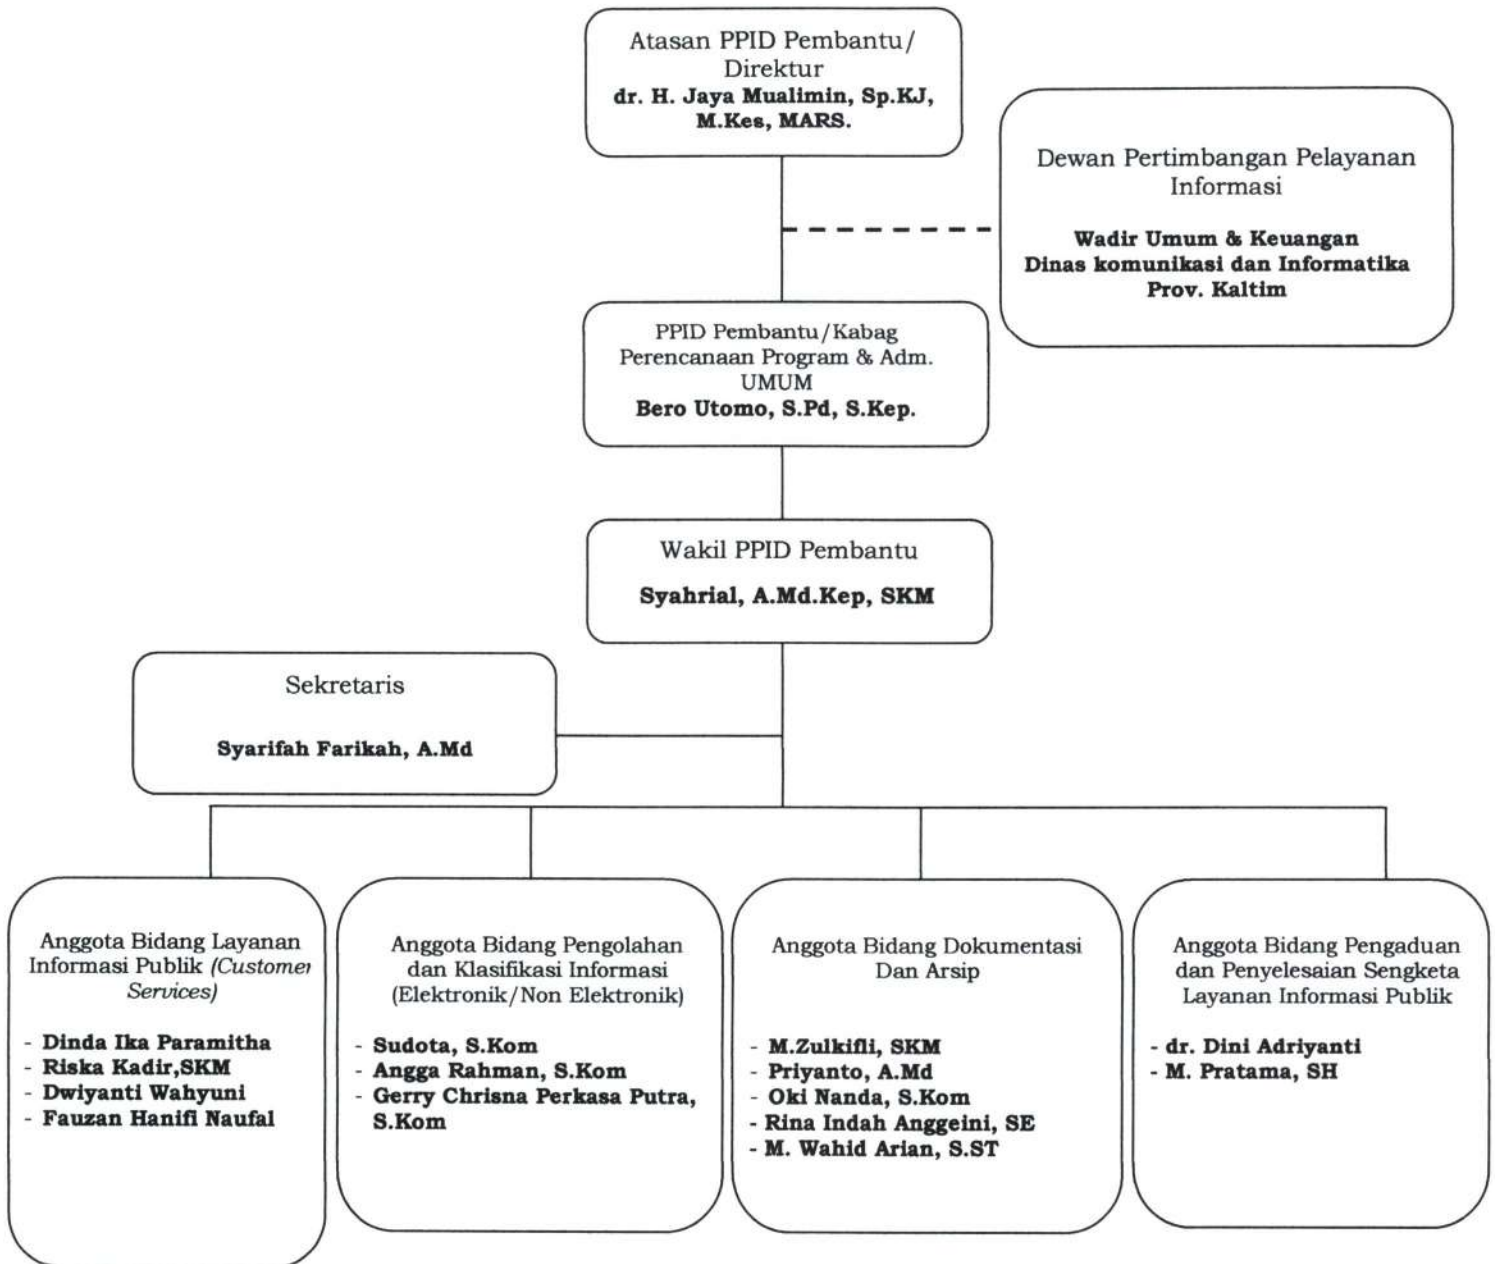 Atasan PPID Pembantu/
Direktur
dr. H. Jaya Mualimin, Sp.KJ,
M.Kes, MARS.
Dewan Pertimbangan Pelayanan
Informasi
Wadir Umum & Keuangan
Dinas komunikasi dan Informatika
Prov. Kaltim
PPID Pembantu/Kabag
Perencanaan Program & Adm.
UMUM
Bero Utomo, S.Pd, S.Kep.
Wakil PPID Pembantu
Syahrial, A.Md.Kep, SKM
Sekretaris
Syarifah Farikah, A.Md
Anggota Bidang Layanan
Informasi Publik (Customer
Services)
- Dinda Ika Paramitha
- Riska Kadir,SKM
- Dwiyanti Wahyuni
- Fauzan Hanifi Naufal
Anggota Bidang Pengolahan
dan Klasifikasi Informasi
(Elektronik/Non Elektronik)
- Sudota, S.Kom
- Angga Rahman, S.Kom
- Gerry Chrisna Perkasa Putra,
S.Kom
Anggota Bidang Dokumentasi
Dan Arsip
- M.Zulkifli, SKM
- Priyanto, A.Md
- Oki Nanda, S.Kom
- Rina Indah Anggeini, SE
- M. Wahid Arian, S.ST
Anggota Bidang Pengaduan
dan Penyelesaian Sengketa
Layanan Informasi Publik
- dr. Dini Adriyanti
- M. Pratama, SH